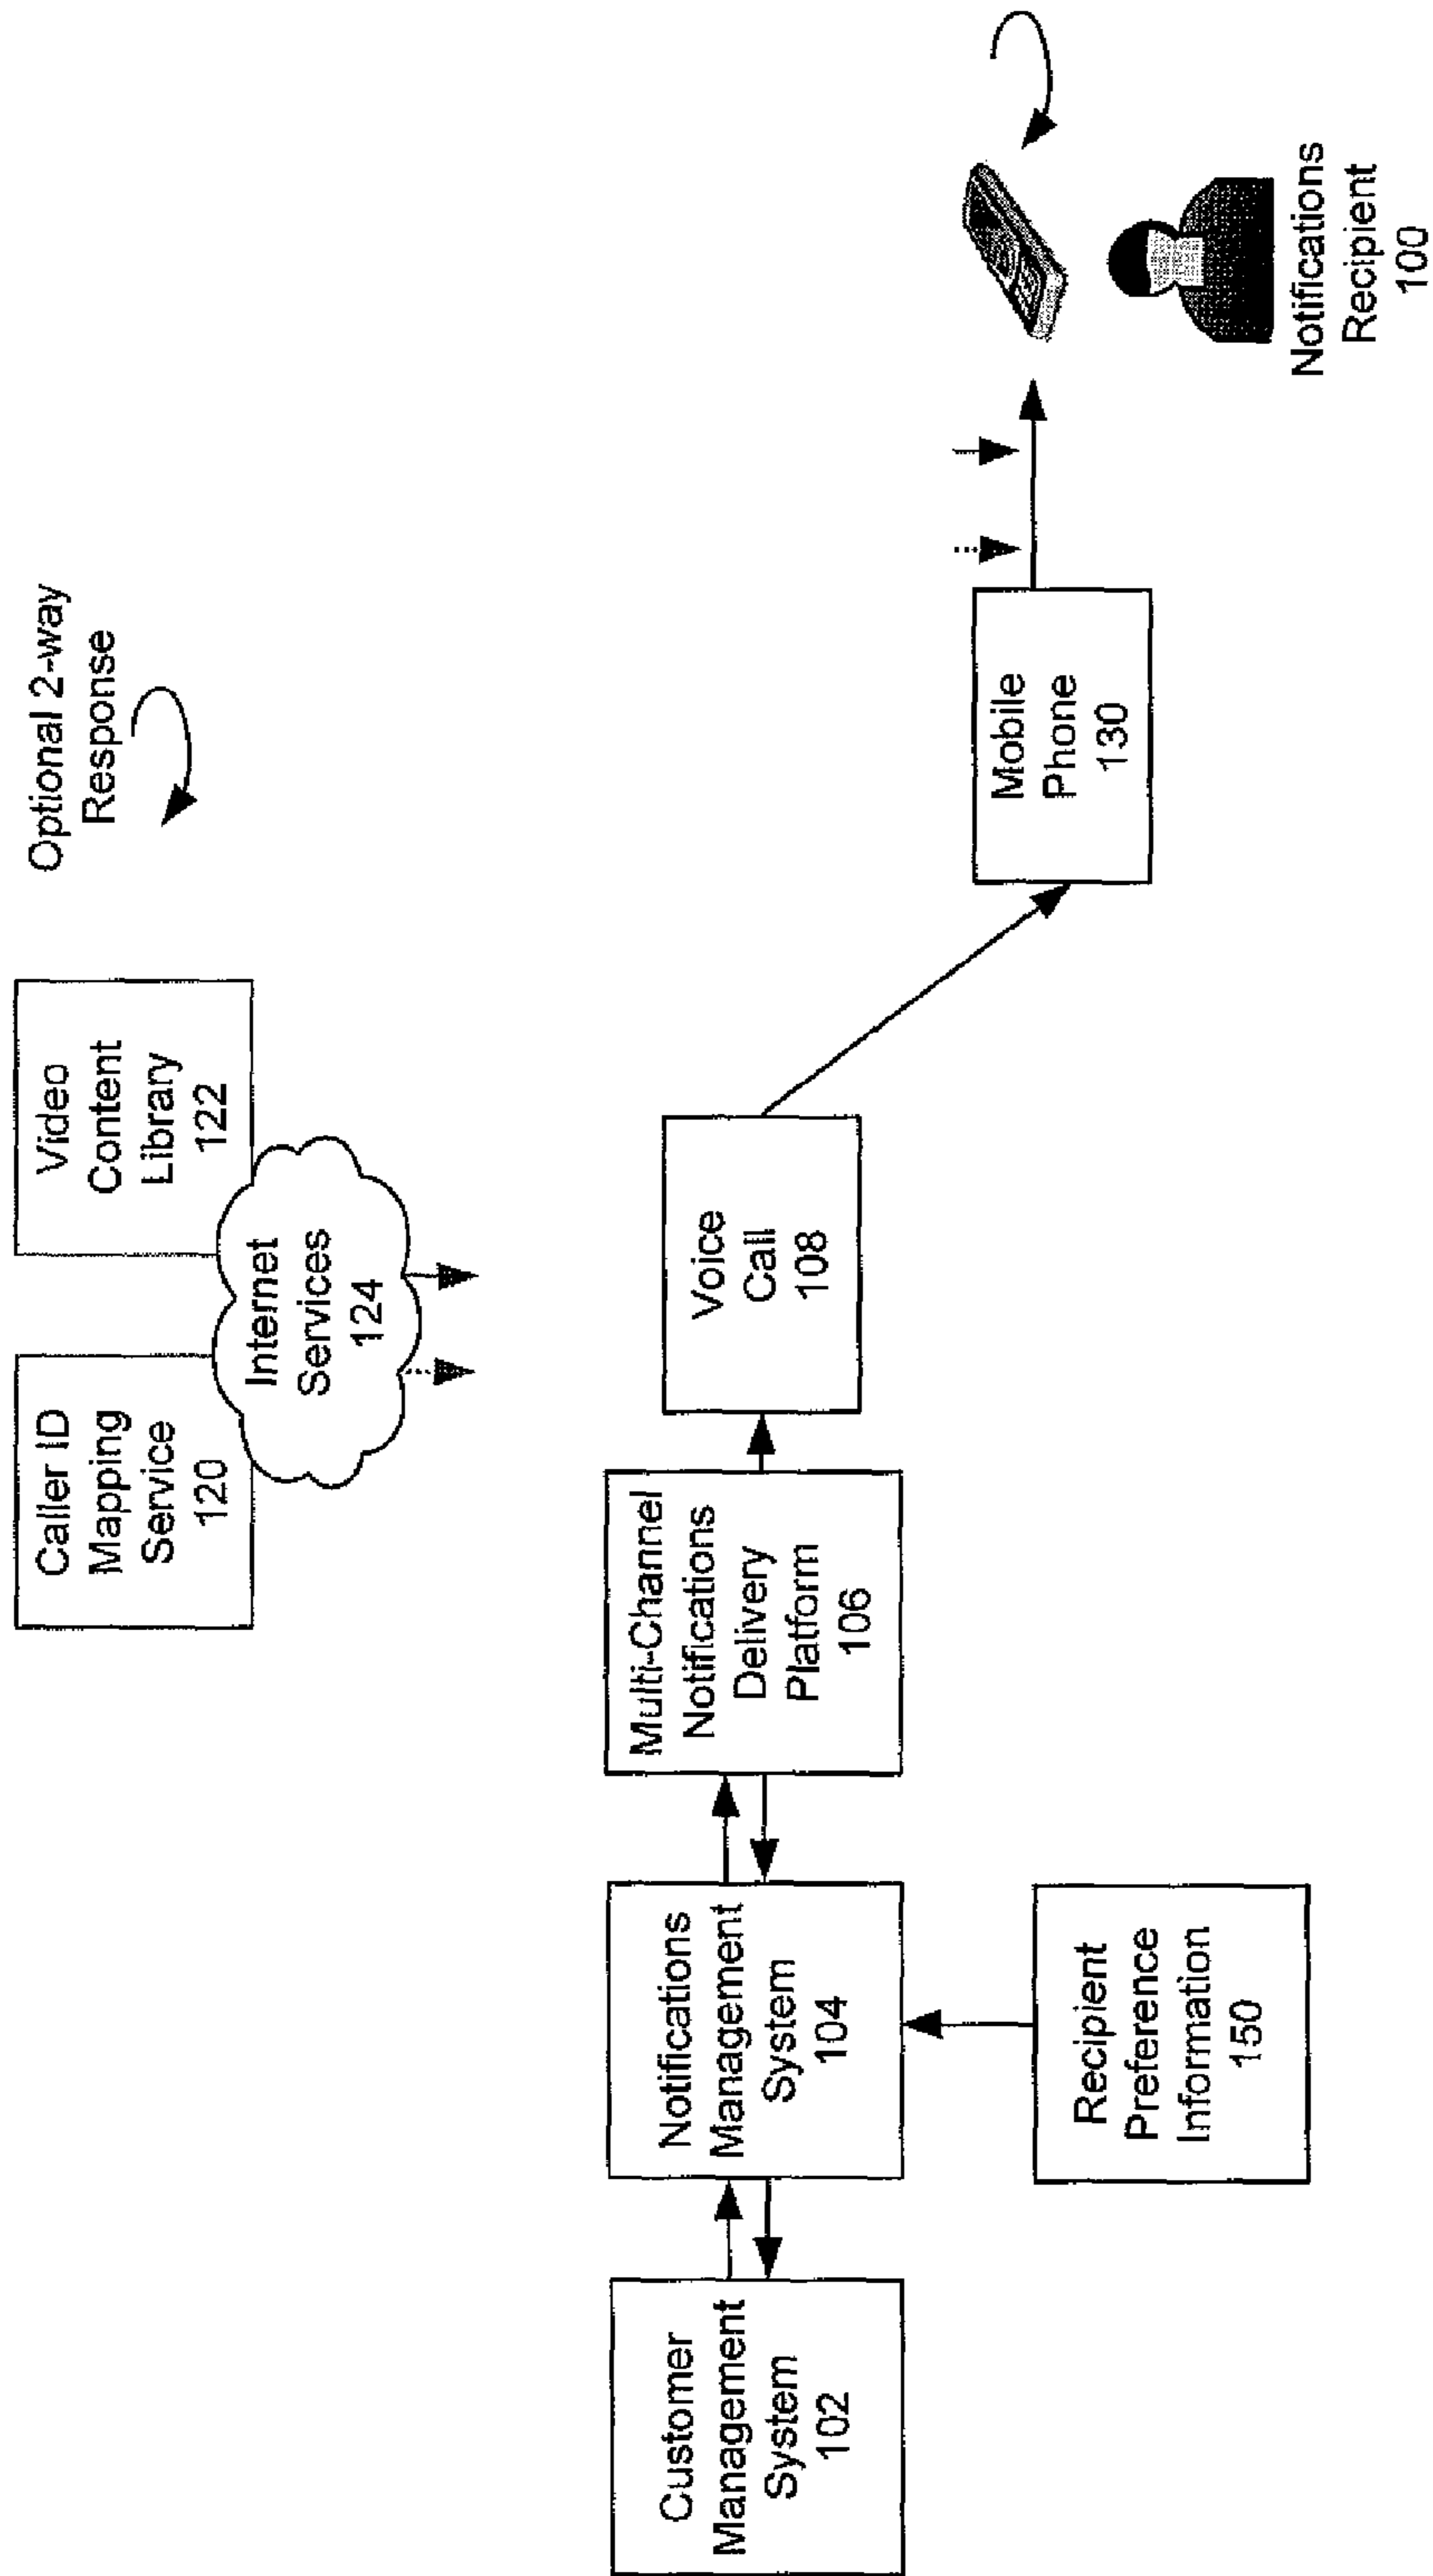 Caller ID
Mapping
Service
120
Video
Content
Library
122
Optional 2-way
Response
Internet
Services
124
Customer
Management
System
102
Notifications
Management
System
104
Multi-Channel
Notifications
Delivery
Platform
106
Voice
Call
108
Recipient
Preference
Information
150
Mobile
Phone
130
Notifications
Recipient
100